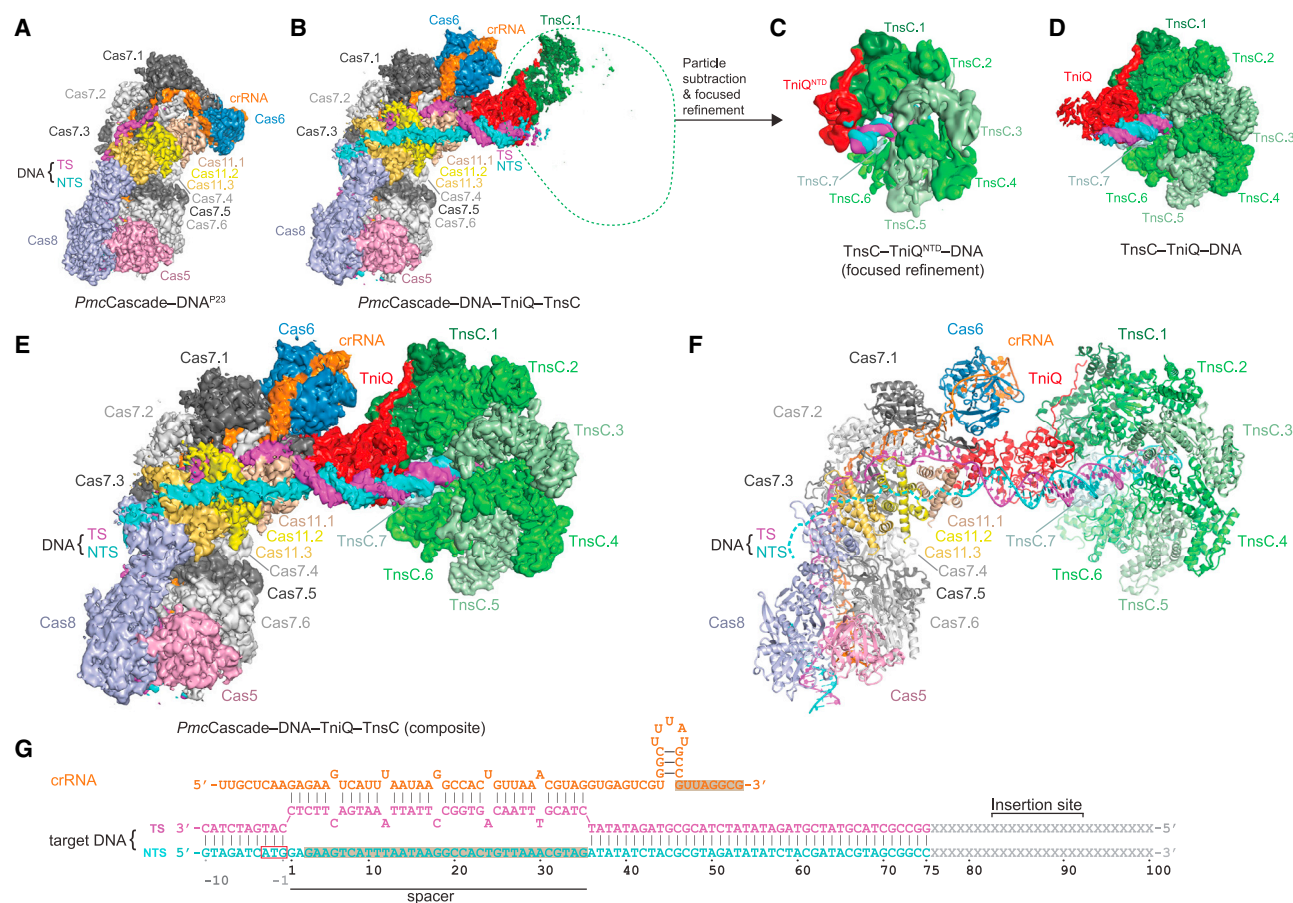 A
Cas7.1
Cas7.2
crRNA
Cas6
Cas7.3
DNA { TS
NTS
Cas11.1
Cas11.2
Cas11.3
Cas7.4
Cas7.5
Cas7.6
Cas8
Cas5
PmcCascade–DNA^P23
B
Cas6
crRNA
TnsC.1
Cas7.1
Cas7.2
Cas7.3
TS
NTS
Cas11.1
Cas11.2
Cas11.3
Cas7.4
Cas7.5
Cas7.6
Cas8
Cas5
PmcCascade–DNA–TniQ–TnsC
Particle
subtraction
& focused
refinement
C
TnsC.1
TnsC.2
TniQ^NTD
TnsC.3
TnsC.7
TnsC.4
TnsC.6
TnsC.5
TnsC–TniQ^NTD–DNA
(focused refinement)
D
TnsC.1
TnsC.2
TniQ
TnsC.3
TnsC.7
TnsC.6
TnsC.4
TnsC.5
TnsC–TniQ–DNA
E
Cas6
crRNA
TnsC.1
Cas7.1
TniQ
TnsC.2
Cas7.2
TnsC.3
Cas7.3
DNA { TS
NTS
Cas11.1
Cas11.2
Cas11.3
TnsC.7
Cas7.4
TnsC.4
TnsC.6
Cas7.5
TnsC.5
Cas8
Cas7.6
Cas5
PmcCascade–DNA–TniQ–TnsC (composite)
F
Cas6
crRNA
TnsC.1
Cas7.1
TniQ
TnsC.2
Cas7.2
TnsC.3
Cas7.3
DNA { TS
NTS
Cas11.1
Cas11.2
Cas11.3
TnsC.7
Cas7.4
TnsC.4
TnsC.6
Cas7.5
TnsC.5
Cas8
Cas7.6
Cas5
G
U U
U A
U U
C G
G C
G C
G U U G A
crRNA 5′-UUGCUCAAGAGAA UCAUU AAUAA GCCAC UUAA CGUAGGUGAGUCGU GUUAGGCG-3′
CTCTT AGTAA TTATT CGGTG CAATT GCATC
C A C A T
Insertion site
target DNA { TS 3′-CATCTAGTAC TATATAGATGCGCATCTATATAGATGCTATGCATCGCCGG XXXXXXXXXXXXXXXXXXXXXXXXXX-5′
NTS 5′-GTAGATCATGGAGAAGTCATTTAATAAGGCCACTGTTAAACGTAGATATATCTACGCGTAGATATATCTACGATACGTAGCGGCCXXXXXXXXXXXXXXXXXXXXXXXXXX-3′
-10 -1 1 10 20 30 40 50 60 70 75 80 90 100
spacer